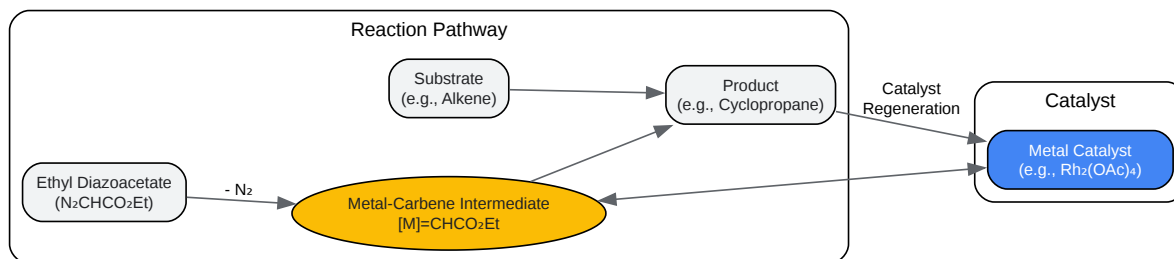 Reaction Pathway
Substrate
(e.g., Alkene)
Product
(e.g., Cyclopropane)
Catalyst
Regeneration
Catalyst
Metal Catalyst
(e.g., Rh₂(OAc)₄)
Ethyl Diazoacetate
(N₂CHCO₂Et)
- N₂
Metal-Carbene Intermediate
[M]=CHCO₂Et